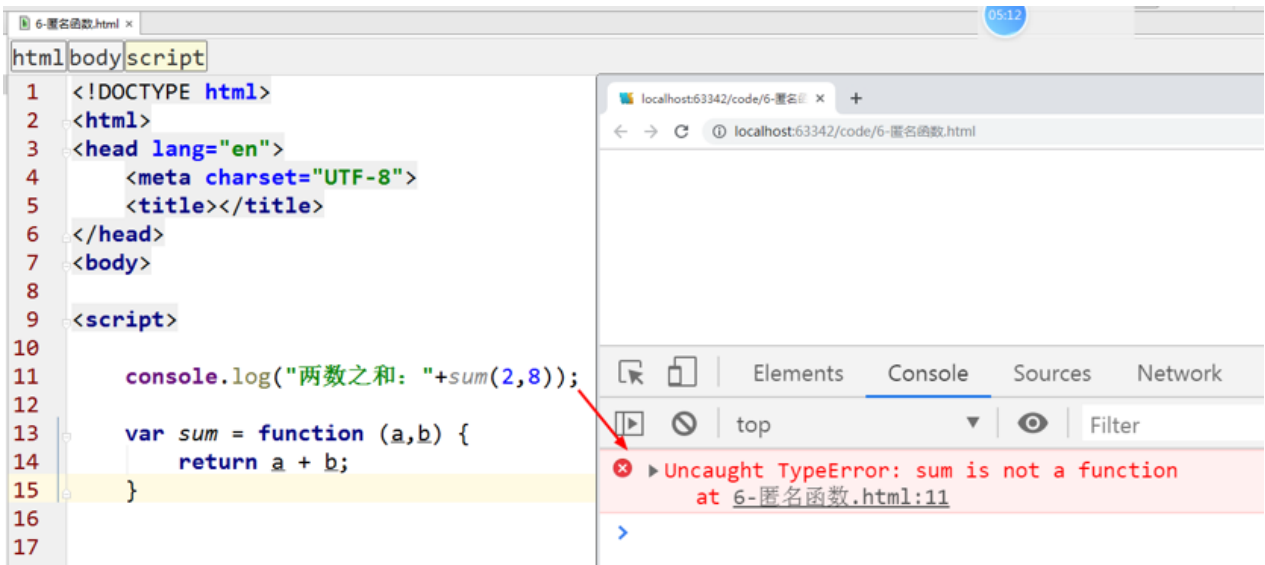 6-匿名函数.html ×
05:12
html body script
1 <!DOCTYPE html>
2 <html>
3 <head lang="en">
4 <meta charset="UTF-8">
5 <title></title>
6 </head>
7 <body>
8
9 <script>
10
11 console.log("两数之和: "+sum(2,8));
12
13 var sum = function (a,b) {
14 return a + b;
15 }
16
17
localhost:63342/code/6-匿名 × +
localhost:63342/code/6-匿名函数.html
Elements Console Sources Network
top Filter
Uncaught TypeError: sum is not a function
at 6-匿名函数.html:11